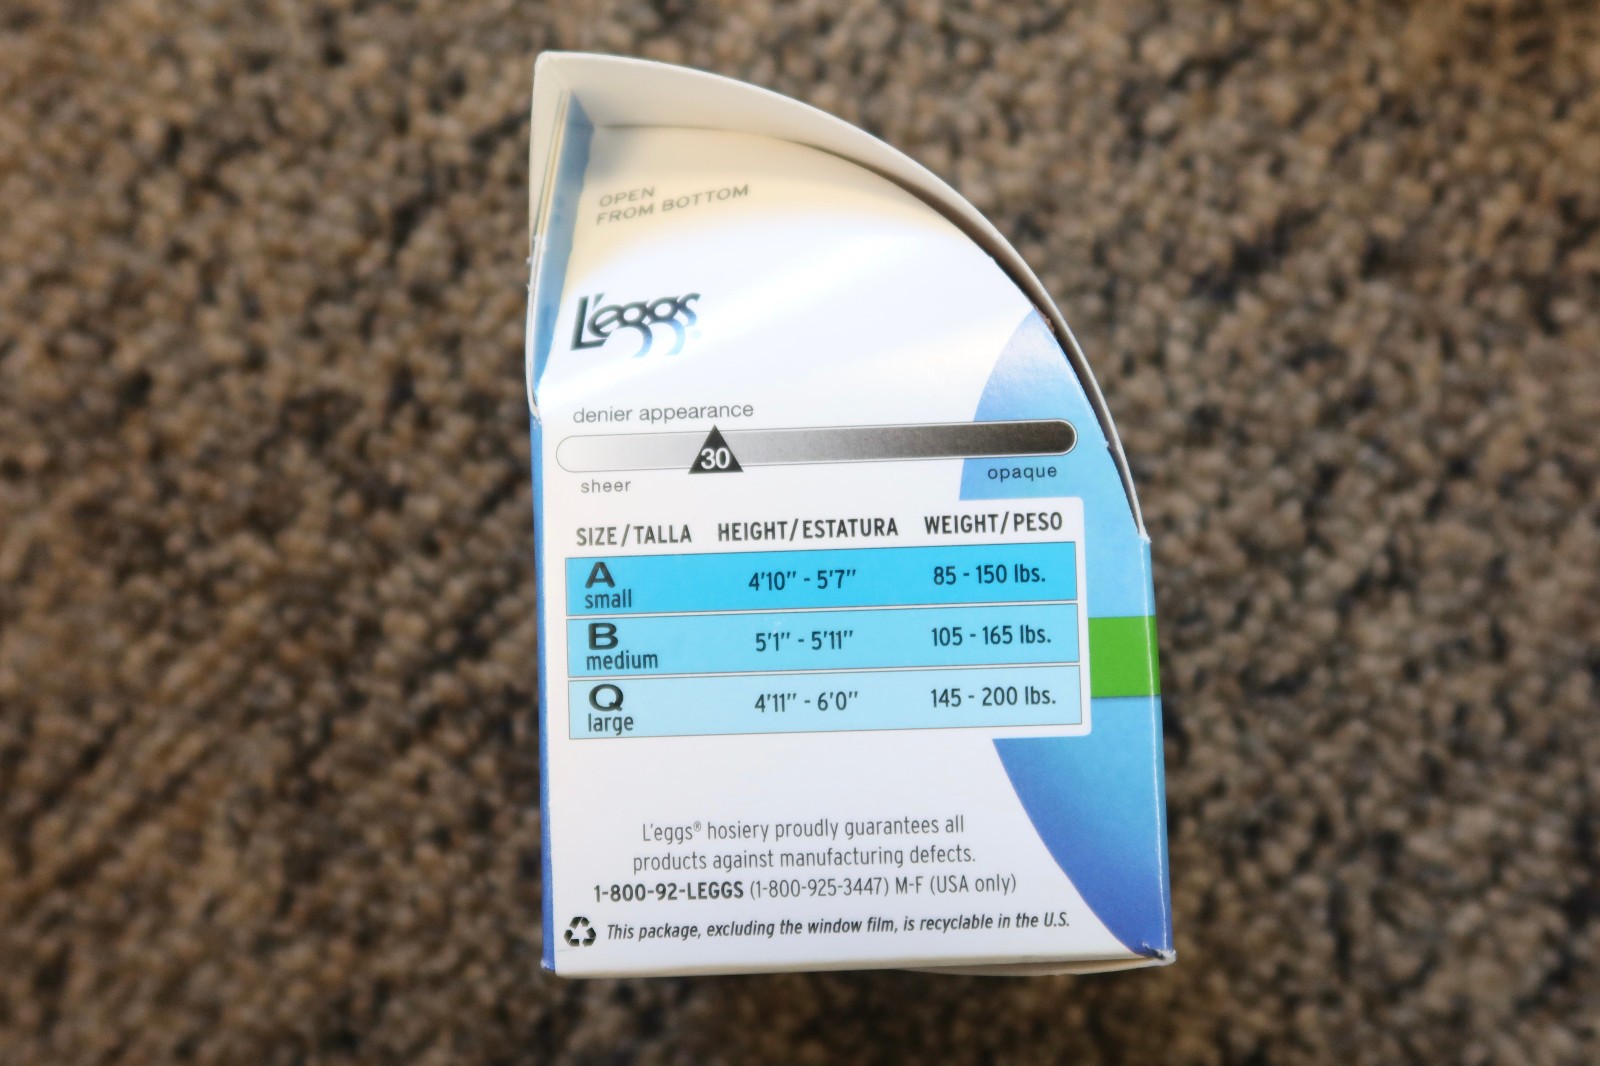 OPEN
FROM BOTTOM
L'eggs
denier appearance
30
sheer
opaque
SIZE/TALLA HEIGHT/ESTATURA WEIGHT/PESO
A
small 4'10" - 5'7" 85 - 150 lbs.
B
medium 5'1" - 5'11" 105 - 165 lbs.
Q
large 4'11" - 6'0" 145 - 200 lbs.
L'eggs® hosiery proudly guarantees all
products against manufacturing defects.
1-800-92-LEGGS (1-800-925-3447) M-F (USA only)
This package, excluding the window film, is recyclable in the U.S.